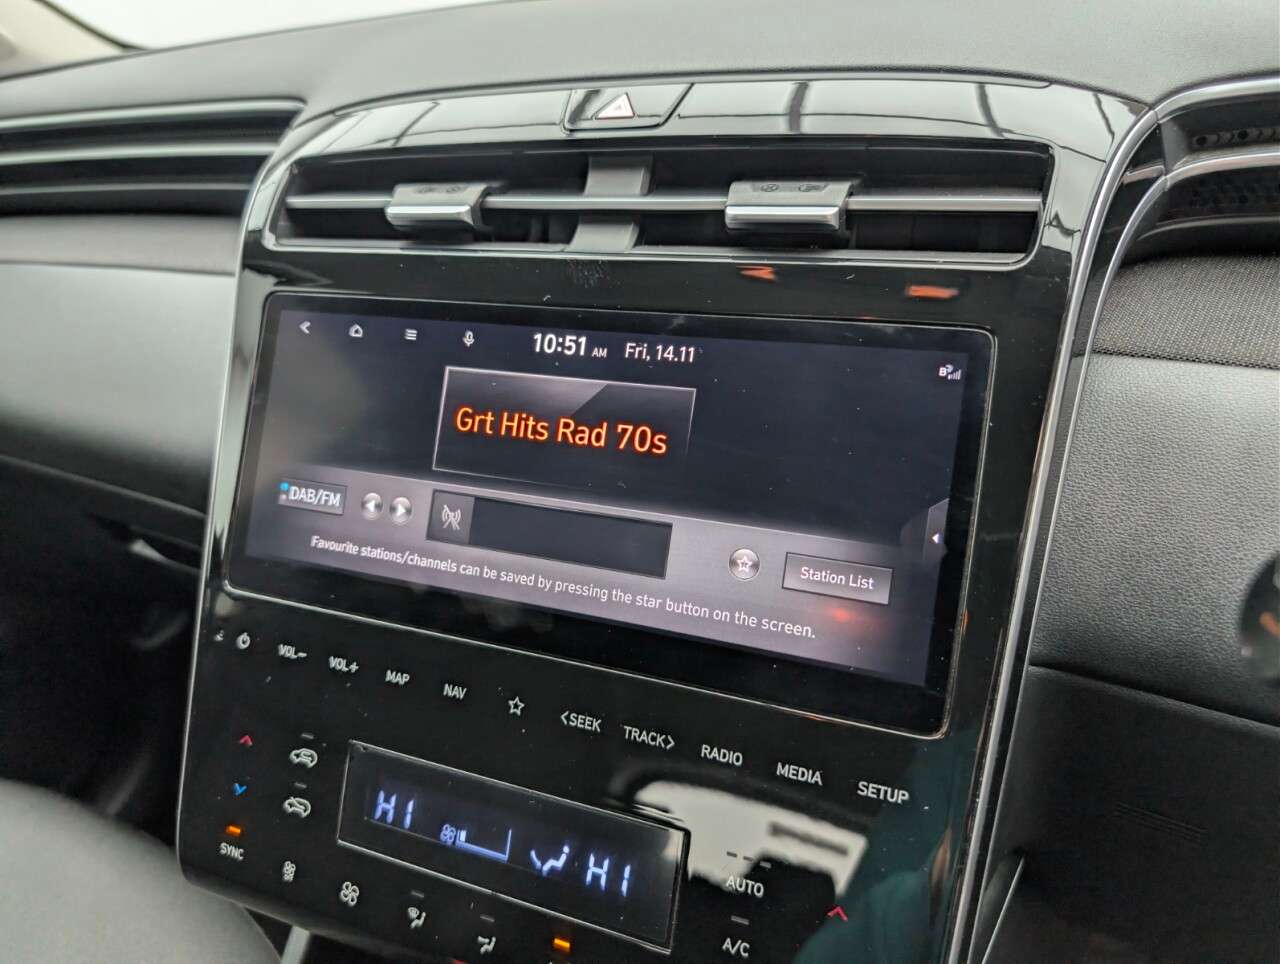 10:51 AM Fri, 14.11
B
Grt Hits Rad 70s
DAB/FM
Station List
Favourite stations/channels can be saved by pressing the star button on the screen.
VOL- VOL+ MAP NAV <SEEK TRACK> RADIO MEDIA SETUP
HI HI
SYNC
AUTO
A/C